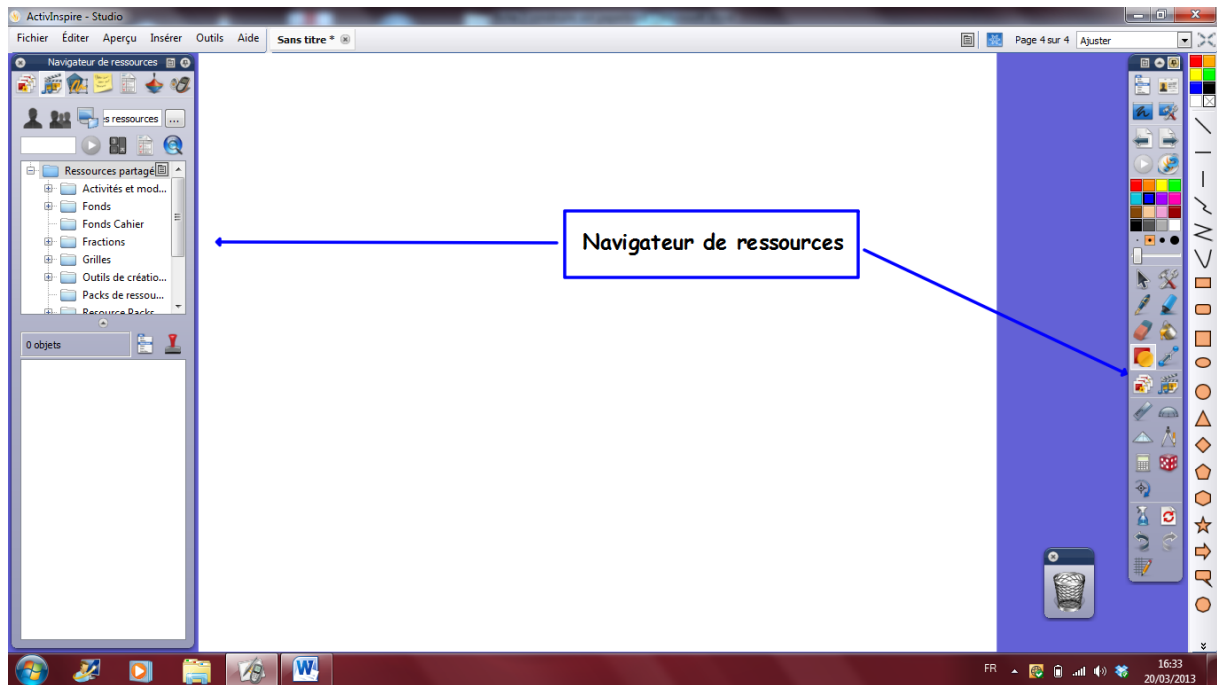 ActivInspire - Studio
Fichier Éditer Aperçu Insérer Outils Aide Sans titre * Page 4 sur 4 Ajuster
Navigateur de ressources
s ressources ...
Ressources partagé
Activités et mod...
Fonds
Fonds Cahier
Fractions
Grilles
Outils de créatio...
Packs de ressou...
Resource Packs
0 objets
Navigateur de ressources
FR 16:33
20/03/2013